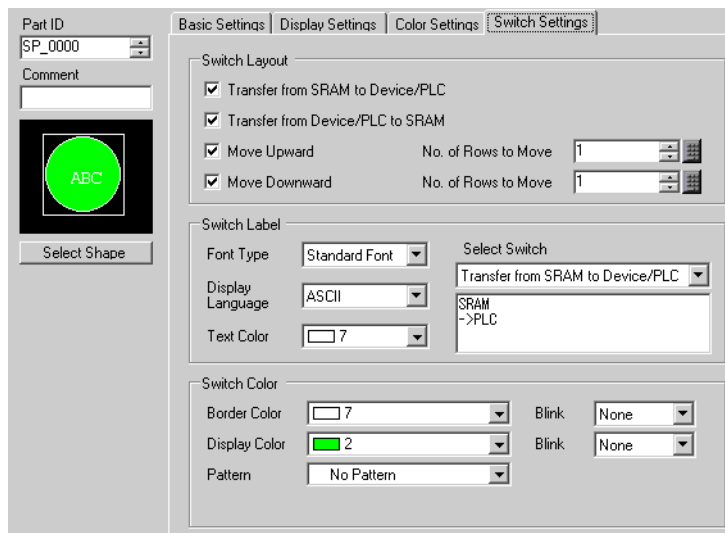 Part ID
SP_0000
Comment
ABC
Select Shape
Basic Settings Display Settings Color Settings Switch Settings
Switch Layout
Transfer from SRAM to Device/PLC
Transfer from Device/PLC to SRAM
Move Upward No. of Rows to Move 1
Move Downward No. of Rows to Move 1
Switch Label
Font Type Standard Font
Display Language ASCII
Text Color 7
Select Switch
Transfer from SRAM to Device/PLC
SRAM
->PLC
Switch Color
Border Color 7 Blink None
Display Color 2 Blink None
Pattern No Pattern